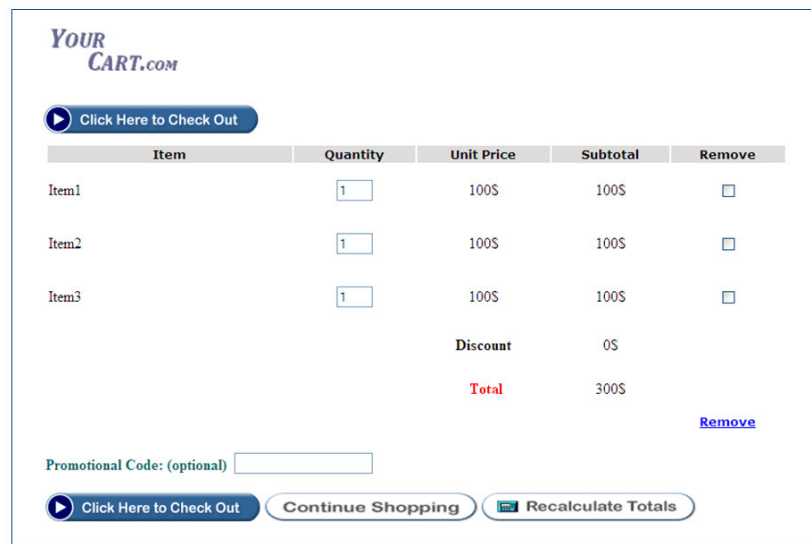 YOUR
CART.COM
Click Here to Check Out
Item Quantity Unit Price Subtotal Remove
Item1 1 100$ 100$
Item2 1 100$ 100$
Item3 1 100$ 100$
Discount 0$
Total 300$
Remove
Promotional Code: (optional)
Click Here to Check Out Continue Shopping Recalculate Totals